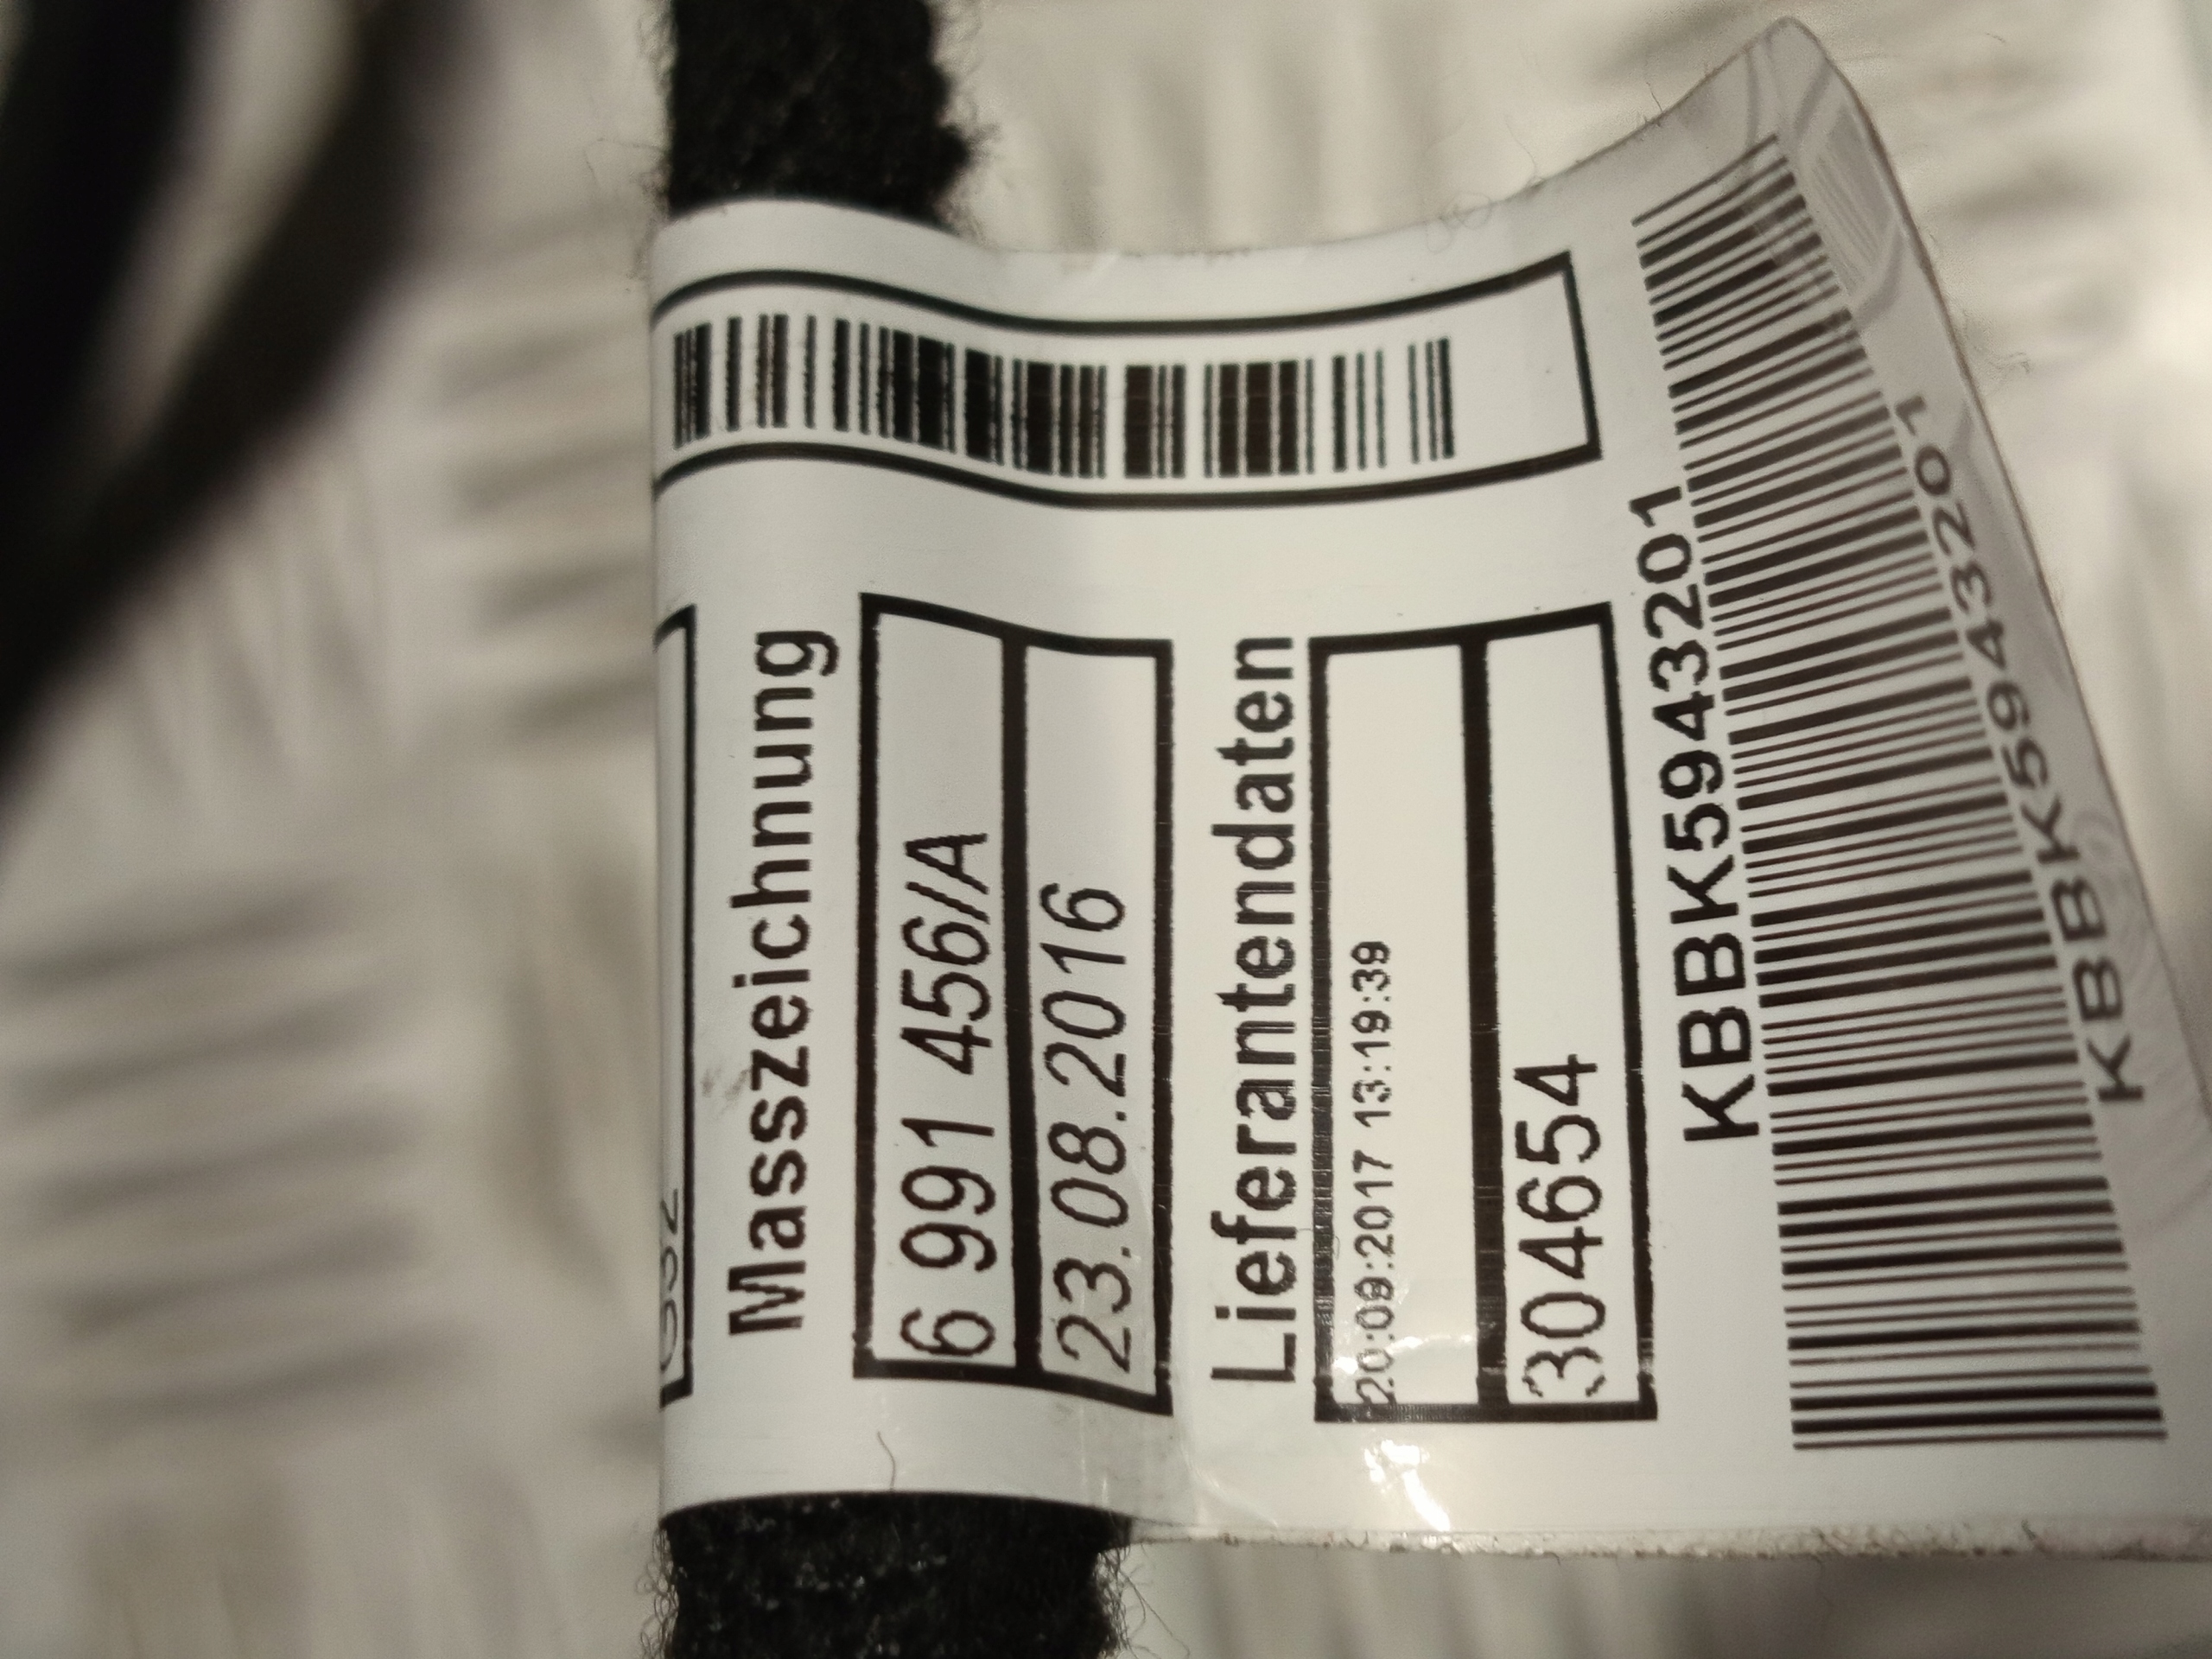 Masszeichnung
6 991 456/A
23.08.2016
Lieferantendaten
20:09:2017 13:19:39
304654
KBBK5943201
KBBK5943201